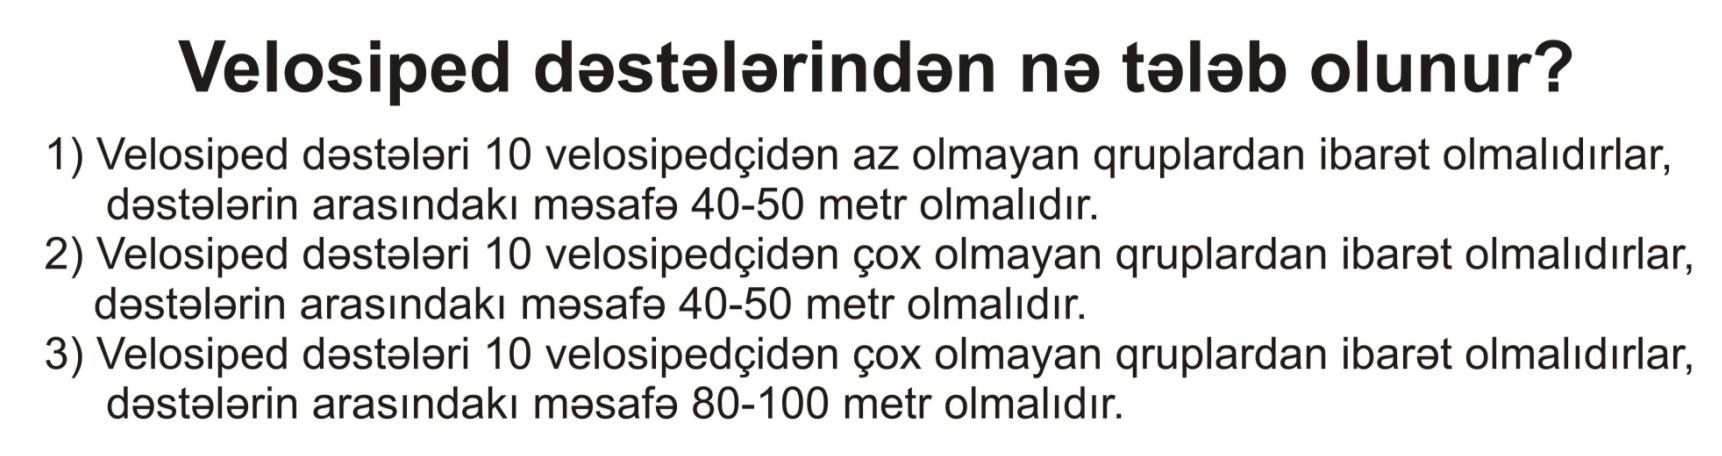 Velosiped dəstələrindən nə tələb olunur?
1) Velosiped dəstələri 10 velosipedçidən az olmayan qruplardan ibarət olmalıdırlar,
dəstələrin arasındakı məsafə 40-50 metr olmalıdır.
2) Velosiped dəstələri 10 velosipedçidən çox olmayan qruplardan ibarət olmalıdırlar,
dəstələrin arasındakı məsafə 40-50 metr olmalıdır.
3) Velosiped dəstələri 10 velosipedçidən çox olmayan qruplardan ibarət olmalıdırlar,
dəstələrin arasındakı məsafə 80-100 metr olmalıdır.